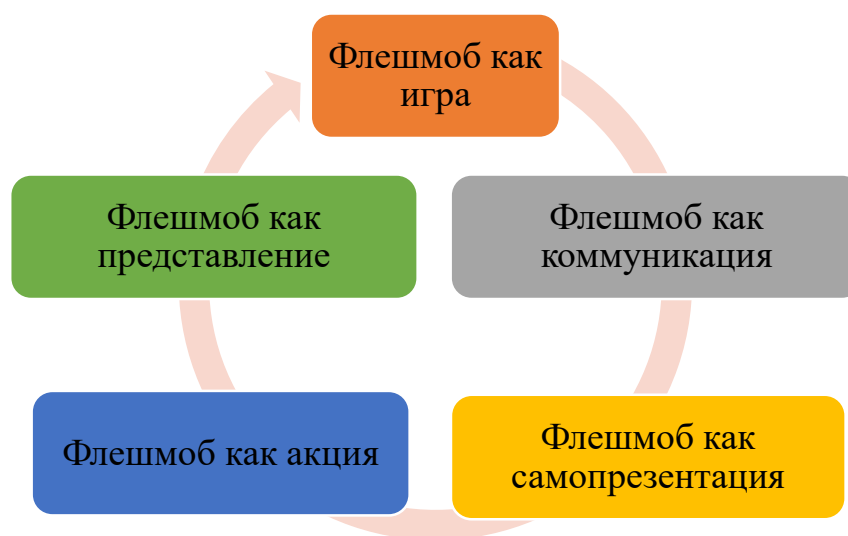 Флешмоб как
игра
Флешмоб как
коммуникация
Флешмоб как
самопрезентация
Флешмоб как акция
Флешмоб как
представление